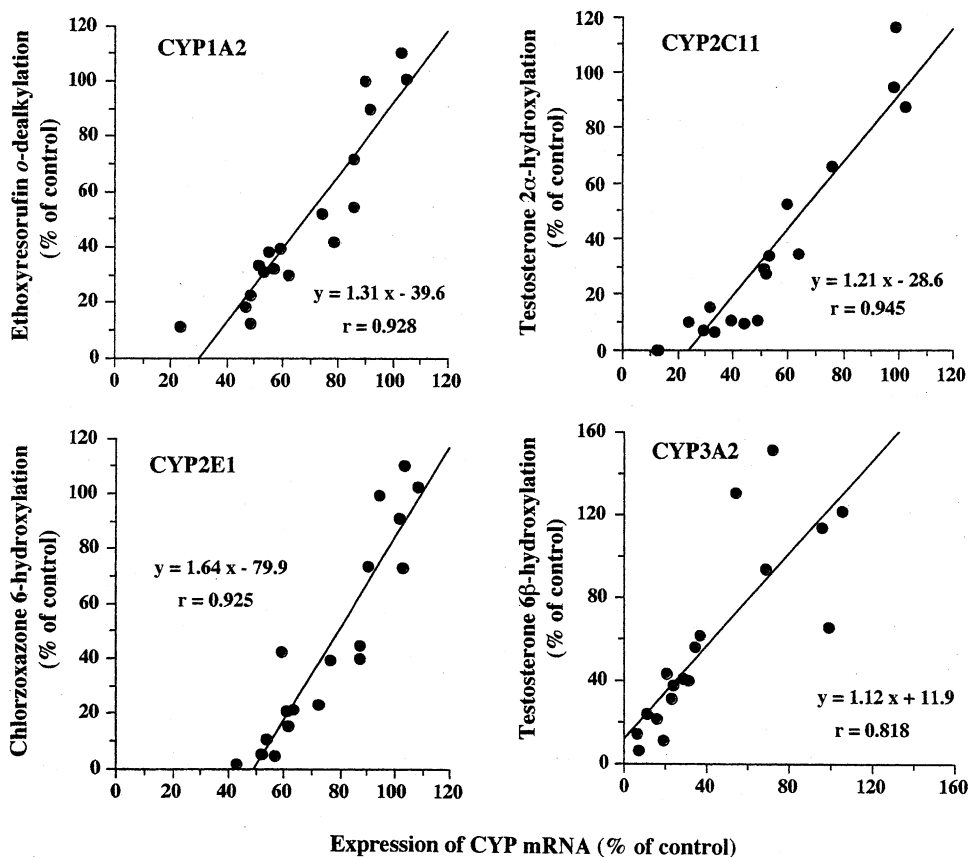 CYP1A2
Ethoxyresorufin o-dealkylation
(% of control)
120
100
80
60
40
20
0
y = 1.31 x - 39.6
r = 0.928
0 20 40 60 80 100 120
CYP2C11
Testosterone 2α-hydroxylation
(% of control)
120
100
80
60
40
20
0
y = 1.21 x - 28.6
r = 0.945
0 20 40 60 80 100 120
CYP2E1
Chlorzoxazone 6-hydroxylation
(% of control)
120
100
80
60
40
20
0
y = 1.64 x - 79.9
r = 0.925
0 20 40 60 80 100 120
CYP3A2
Testosterone 6β-hydroxylation
(% of control)
160
120
80
40
0
y = 1.12 x + 11.9
r = 0.818
0 40 80 120 160
Expression of CYP mRNA (% of control)